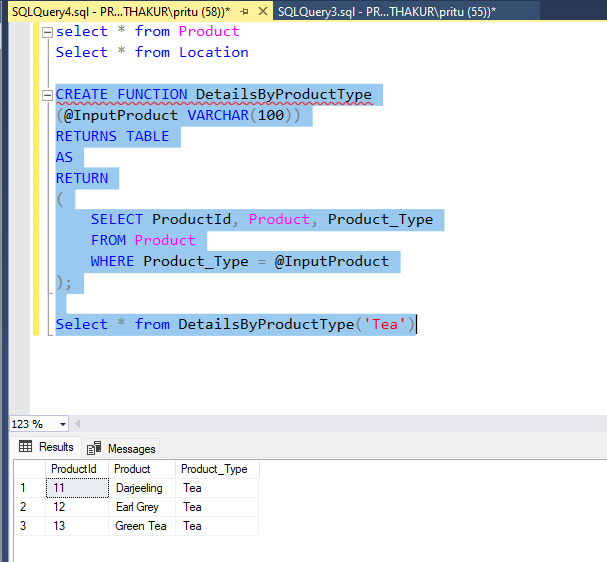 SQLQuery4.sql - PR...THAKUR\pritu (58))* SQLQuery3.sql - PR...THAKUR\pritu (55))*
select * from Product
Select * from Location
CREATE FUNCTION DetailsByProductType
(@InputProduct VARCHAR(100))
RETURNS TABLE
AS
RETURN
(
SELECT ProductId, Product, Product_Type
FROM Product
WHERE Product_Type = @InputProduct
);
Select * from DetailsByProductType('Tea')
123 %
Results Messages
ProductId Product Product_Type
1 11 Darjeeling Tea
2 12 Earl Grey Tea
3 13 Green Tea Tea